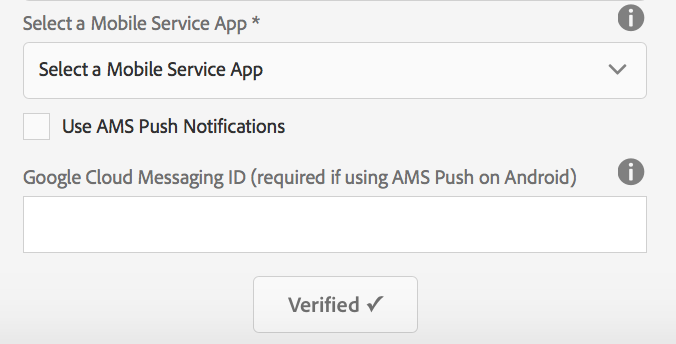 Select a Mobile Service App *
Select a Mobile Service App
Use AMS Push Notifications
Google Cloud Messaging ID (required if using AMS Push on Android)
Verified ✓